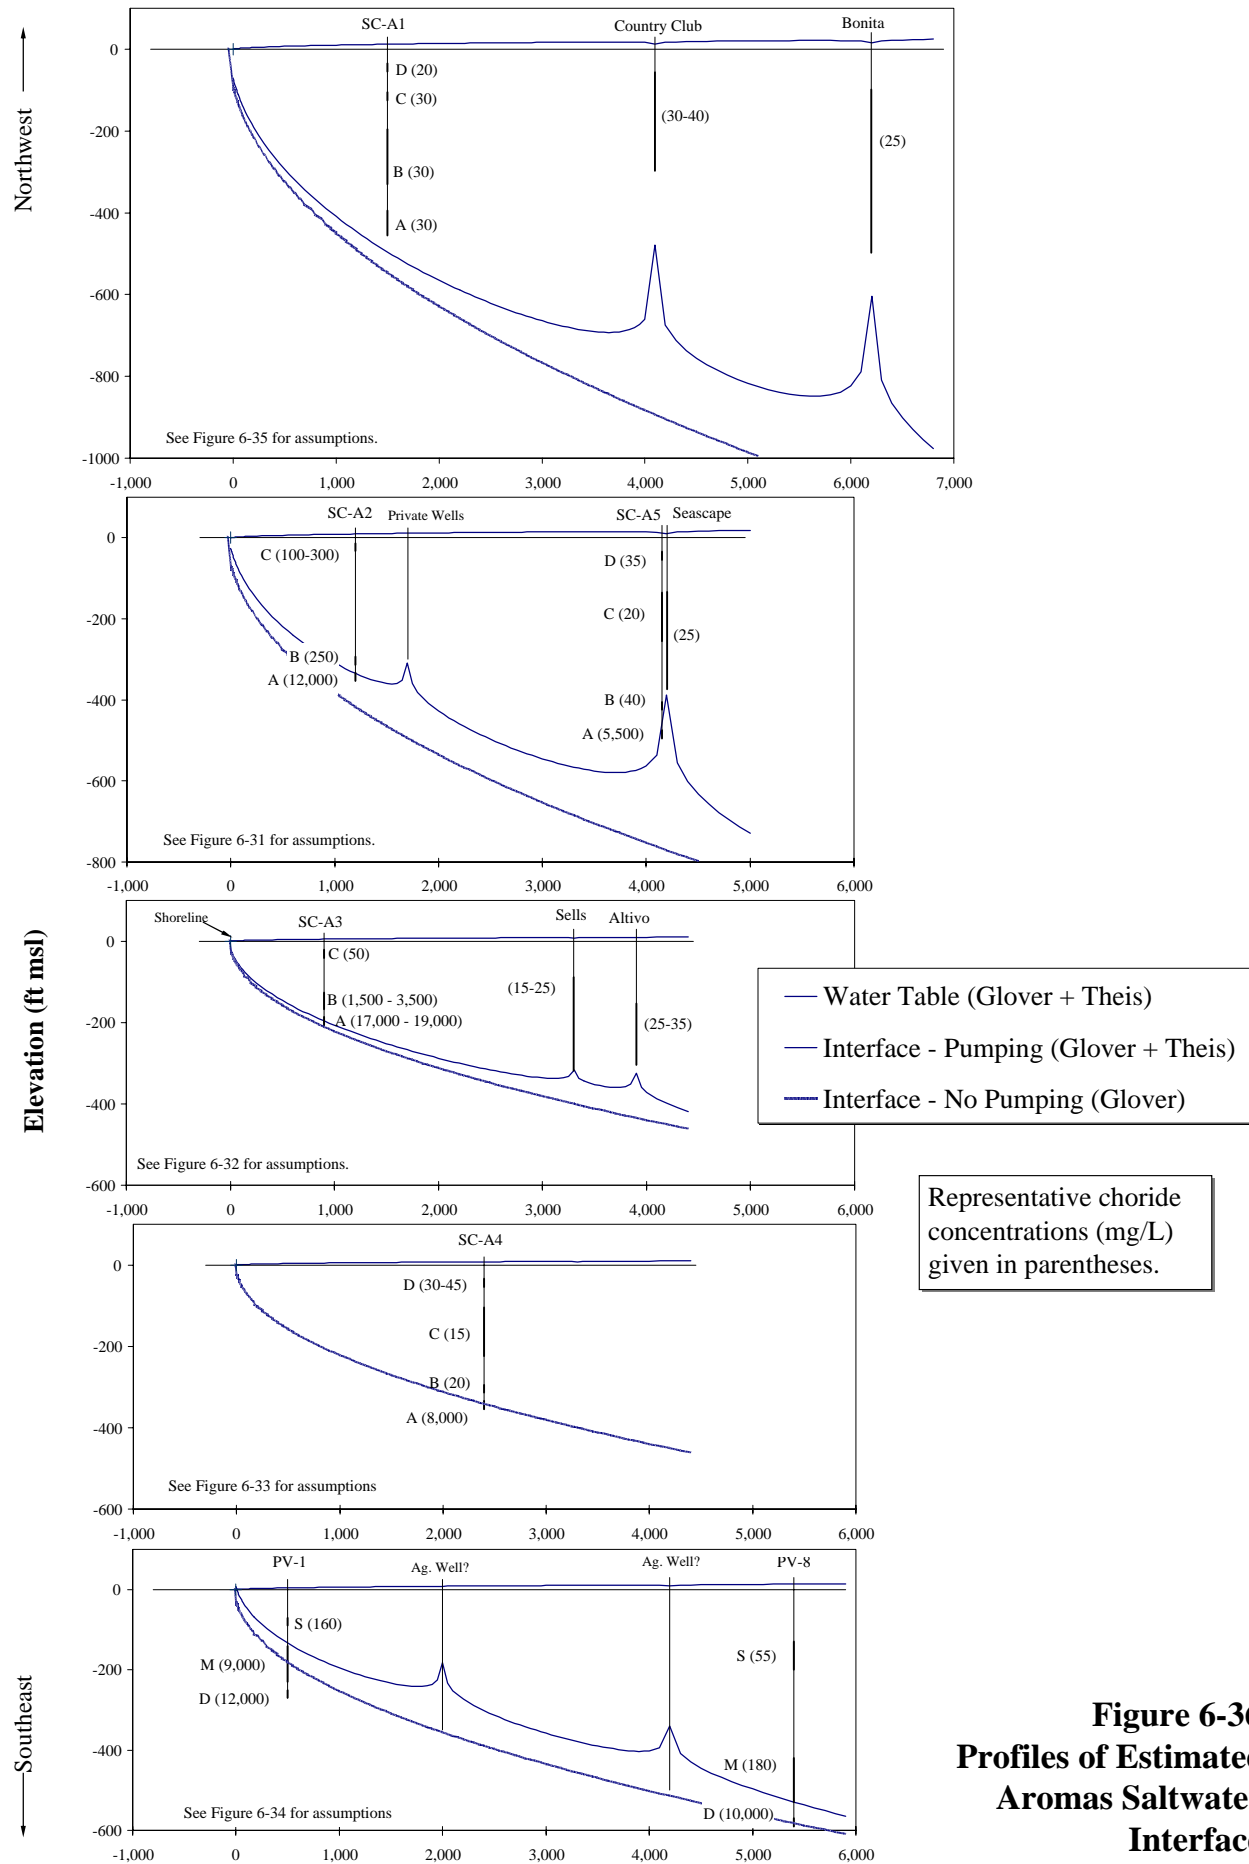 Northwest
SC-A1
Country Club
Bonita
0
-200
-400
-600
-800
-1000
D (20)
C (30)
B (30)
A (30)
(30-40)
(25)
See Figure 6-35 for assumptions.
-1,000 0 1,000 2,000 3,000 4,000 5,000 6,000 7,000
SC-A2
Private Wells
SC-A5
Seascape
0
-200
-400
-600
-800
C (100-300)
B (250)
A (12,000)
D (35)
C (20)
(25)
B (40)
A (5,500)
See Figure 6-31 for assumptions.
-1,000 0 1,000 2,000 3,000 4,000 5,000 6,000
Elevation (ft msl)
Shoreline
SC-A3
Sells
Altivo
0
-200
-400
-600
C (50)
B (1,500 - 3,500)
A (17,000 - 19,000)
(15-25)
(25-35)
See Figure 6-32 for assumptions.
-1,000 0 1,000 2,000 3,000 4,000 5,000 6,000
Water Table (Glover + Theis)
Interface - Pumping (Glover + Theis)
Interface - No Pumping (Glover)
Representative choride
concentrations (mg/L)
given in parentheses.
SC-A4
0
-200
-400
-600
D (30-45)
C (15)
B (20)
A (8,000)
See Figure 6-33 for assumptions
-1,000 0 1,000 2,000 3,000 4,000 5,000 6,000
Southeast
PV-1
Ag. Well?
Ag. Well?
PV-8
0
-200
-400
-600
S (160)
M (9,000)
D (12,000)
S (55)
M (180)
D (10,000)
See Figure 6-34 for assumptions
-1,000 0 1,000 2,000 3,000 4,000 5,000 6,000
Figure 6-36
Profiles of Estimated
Aromas Saltwater
Interface